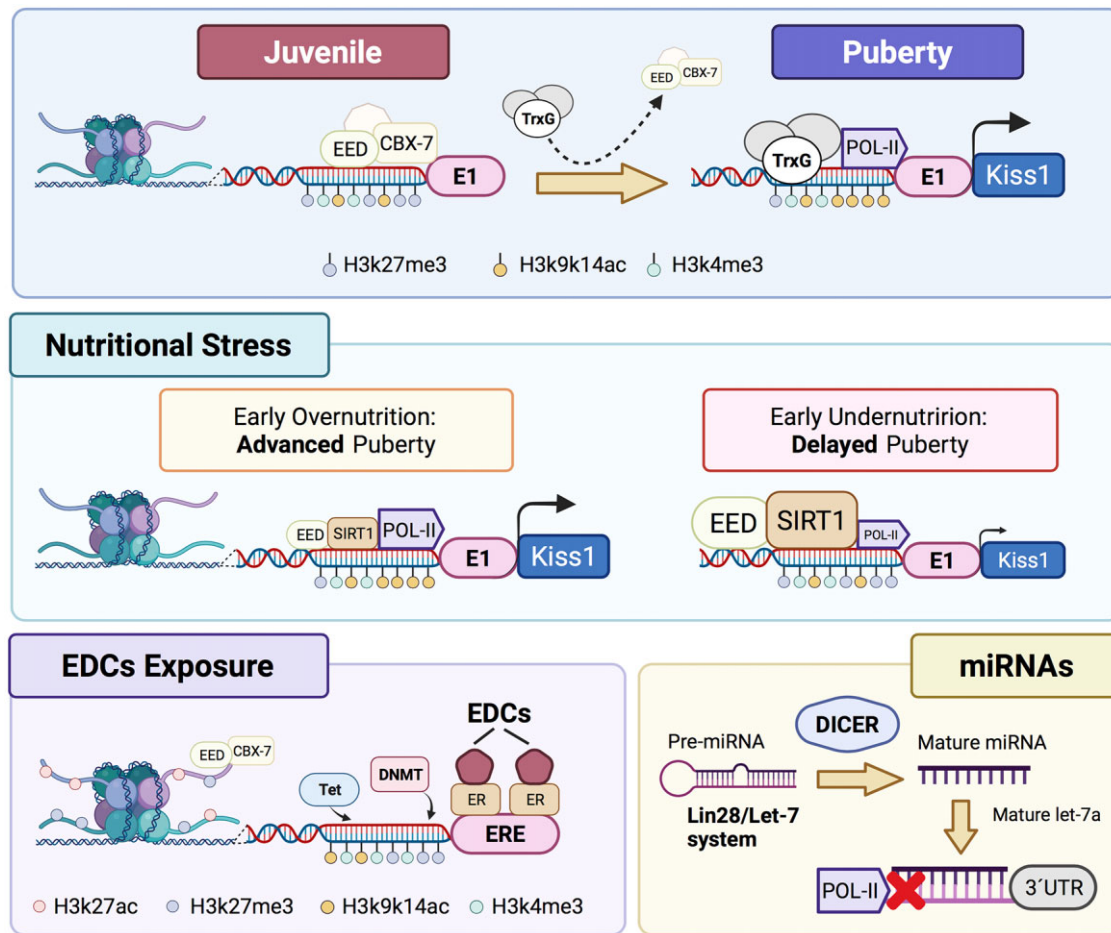 Juvenile
Puberty
EED
CBX-7
TrxG
EED
CBX-7
E1
TrxG
POL-II
E1
Kiss1
H3k27me3
H3k9k14ac
H3k4me3
Nutritional Stress
Early Overnutrition:
Advanced Puberty
Early Undernutririon:
Delayed Puberty
EED
SIRT1
POL-II
E1
Kiss1
EED
SIRT1
POL-II
E1
Kiss1
EDCs Exposure
EDCs
EED
CBX-7
Tet
DNMT
ER
ER
ERE
H3k27ac
H3k27me3
H3k9k14ac
H3k4me3
miRNAs
DICER
Pre-miRNA
Mature miRNA
Lin28/Let-7
system
Mature let-7a
POL-II
3´UTR